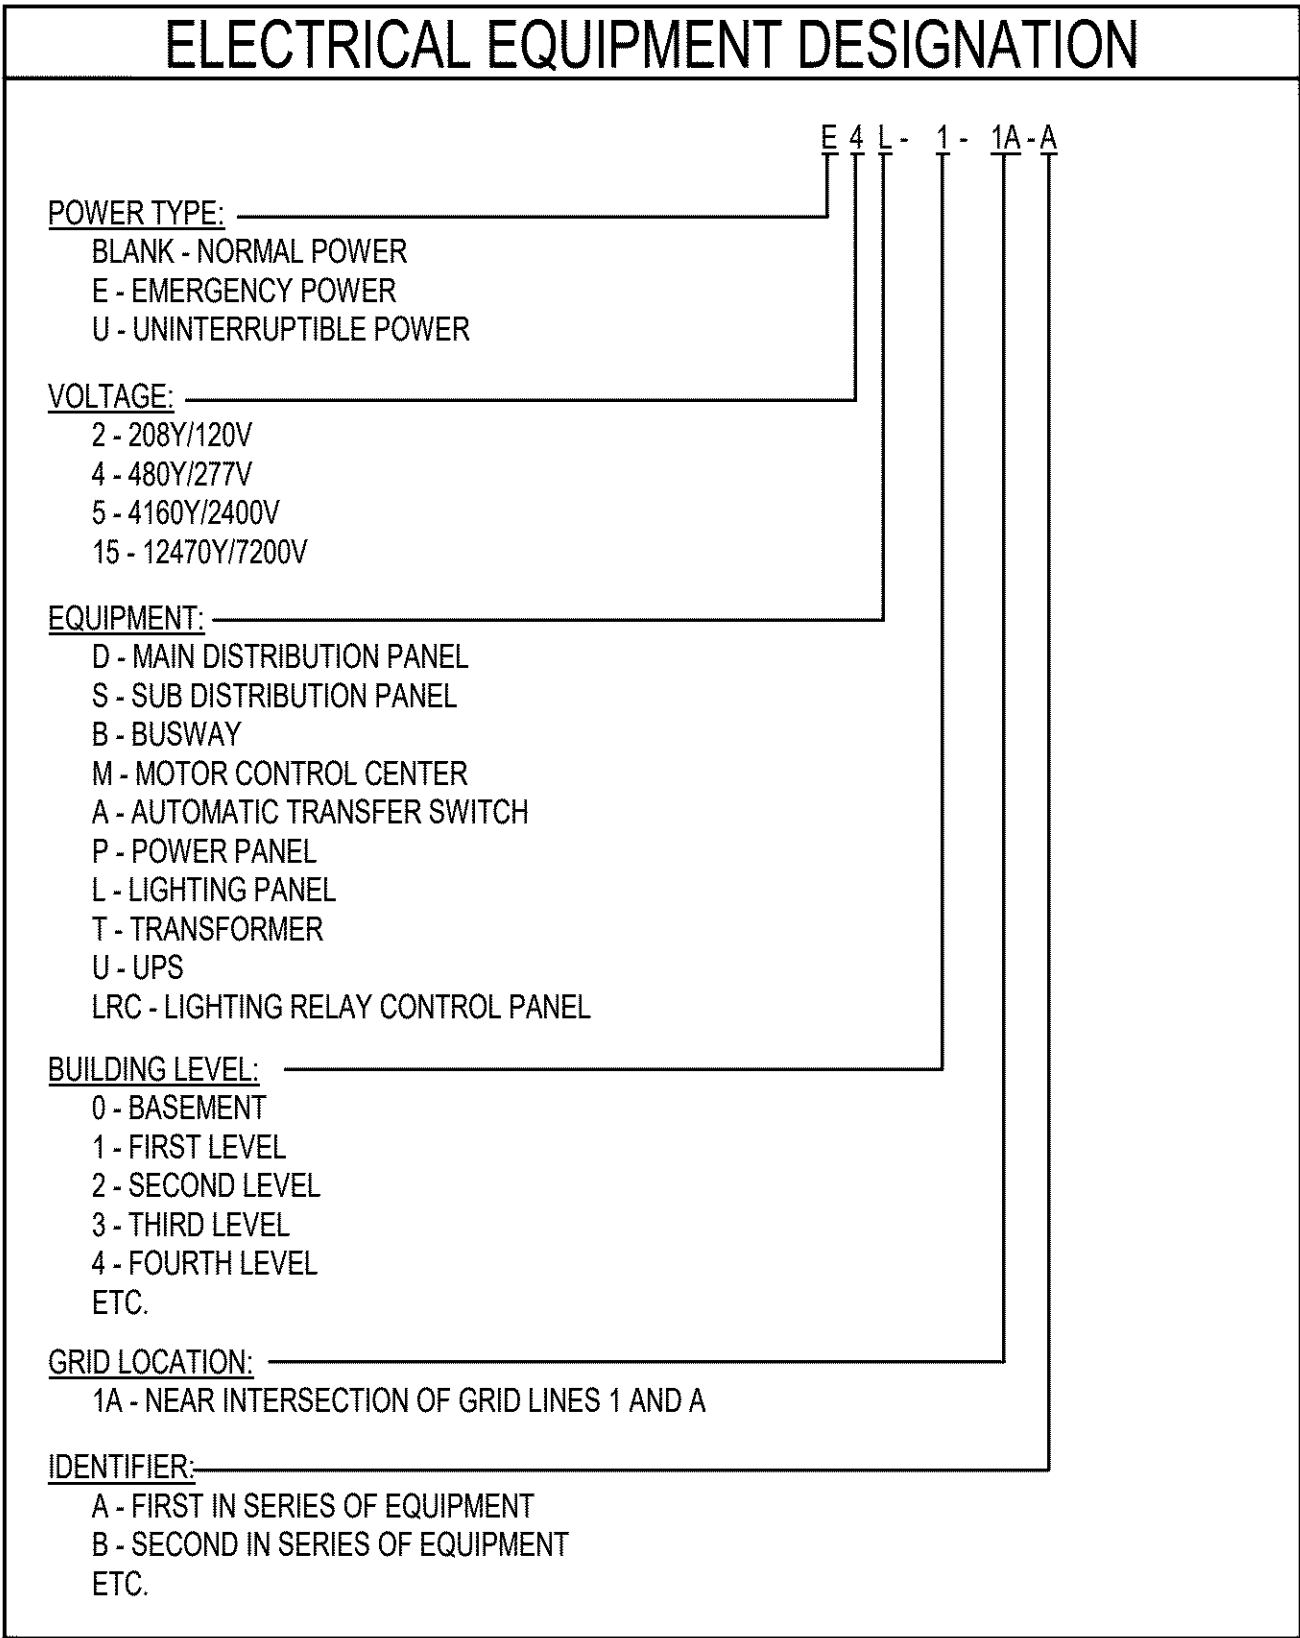 ELECTRICAL EQUIPMENT DESIGNATION
E 4 L - 1 - 1A - A
POWER TYPE:
BLANK - NORMAL POWER
E - EMERGENCY POWER
U - UNINTERRUPTIBLE POWER
VOLTAGE:
2 - 208Y/120V
4 - 480Y/277V
5 - 4160Y/2400V
15 - 12470Y/7200V
EQUIPMENT:
D - MAIN DISTRIBUTION PANEL
S - SUB DISTRIBUTION PANEL
B - BUSWAY
M - MOTOR CONTROL CENTER
A - AUTOMATIC TRANSFER SWITCH
P - POWER PANEL
L - LIGHTING PANEL
T - TRANSFORMER
U - UPS
LRC - LIGHTING RELAY CONTROL PANEL
BUILDING LEVEL:
0 - BASEMENT
1 - FIRST LEVEL
2 - SECOND LEVEL
3 - THIRD LEVEL
4 - FOURTH LEVEL
ETC.
GRID LOCATION:
1A - NEAR INTERSECTION OF GRID LINES 1 AND A
IDENTIFIER:
A - FIRST IN SERIES OF EQUIPMENT
B - SECOND IN SERIES OF EQUIPMENT
ETC.